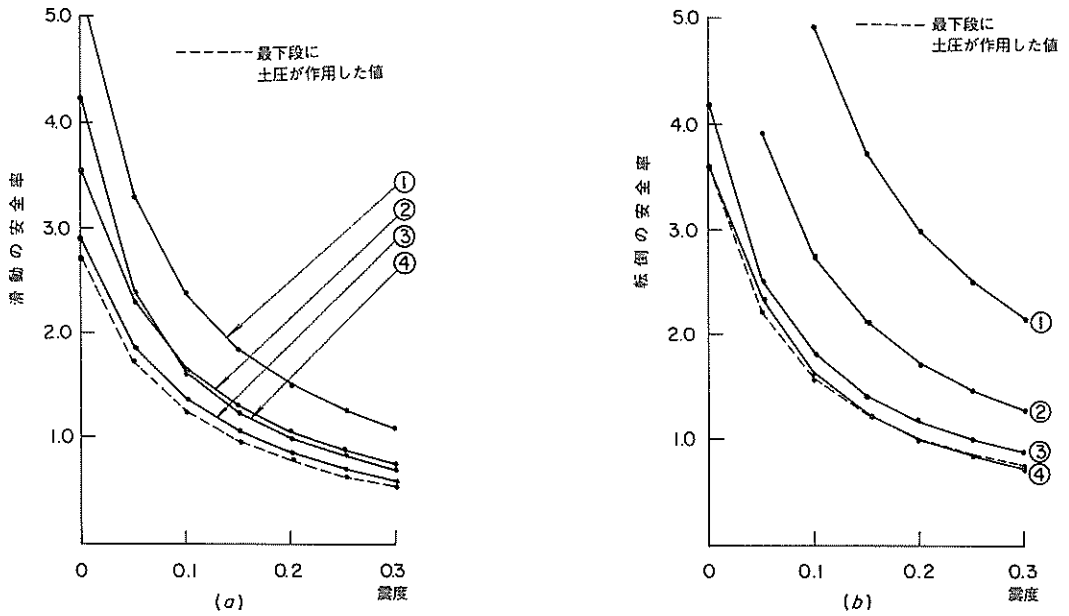 5.0
4.0
3.0
2.0
1.0
滑動の安全率
最下段に
土圧が作用した値
①
②
③
④
0
0.1
0.2
0.3
震度
(a)
5.0
4.0
3.0
2.0
1.0
転倒の安全率
最下段に
土圧が作用した値
①
②
③
④
0
0.1
0.2
0.3
震度
(b)